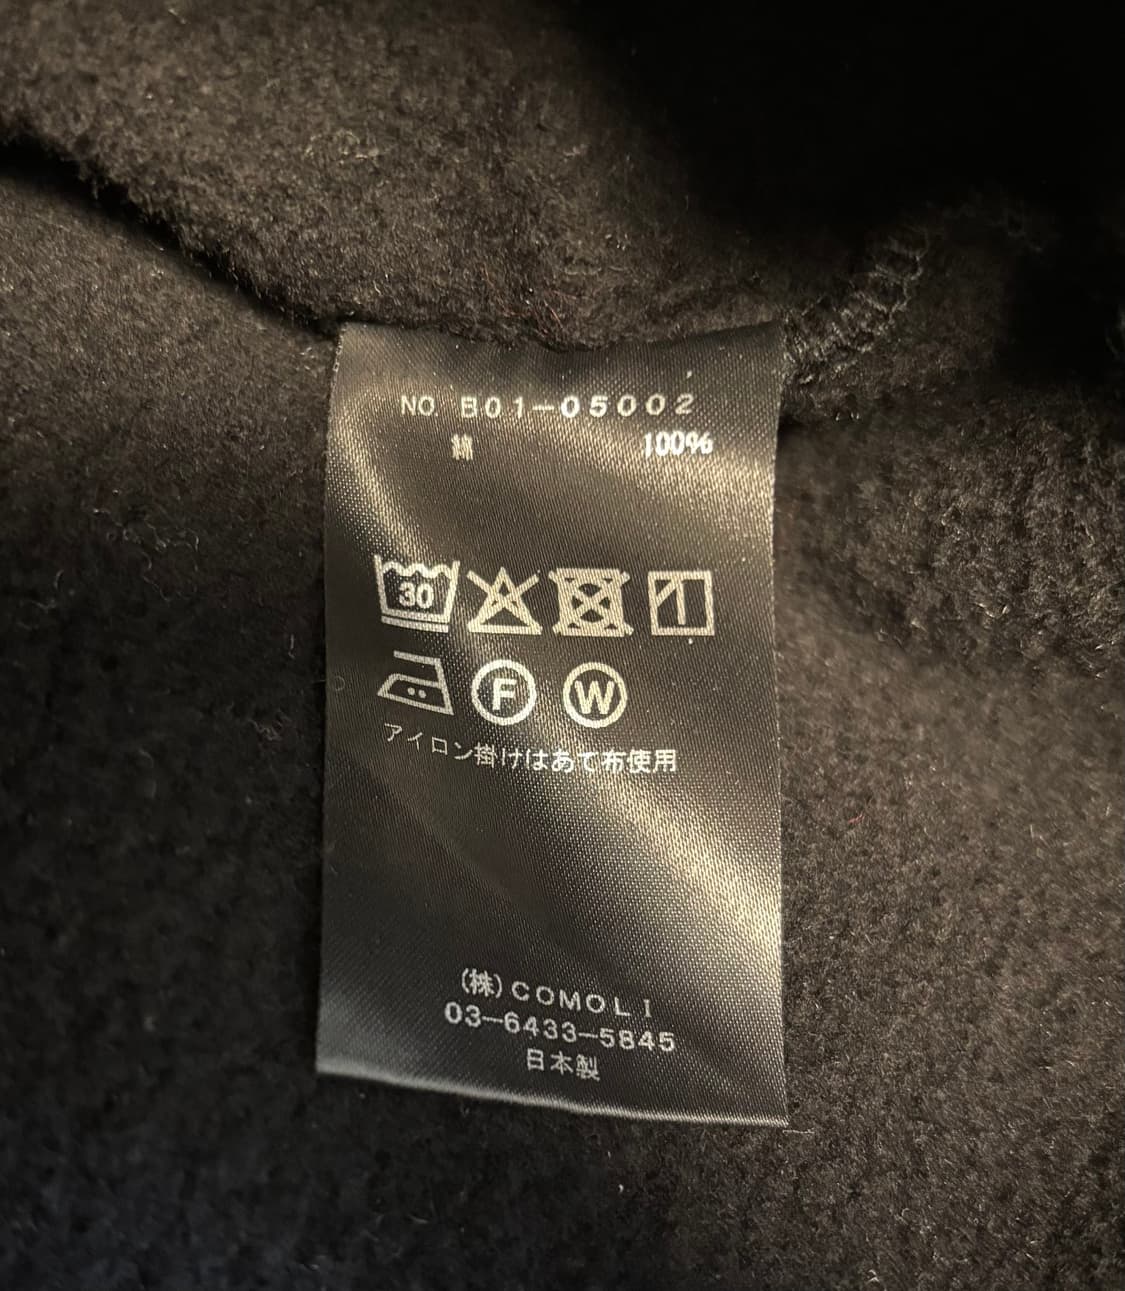 NO. B01-05002
綿 100%
30
F W
アイロン掛けはあて布使用
(株)COMOLI
03-6433-5845
日本製